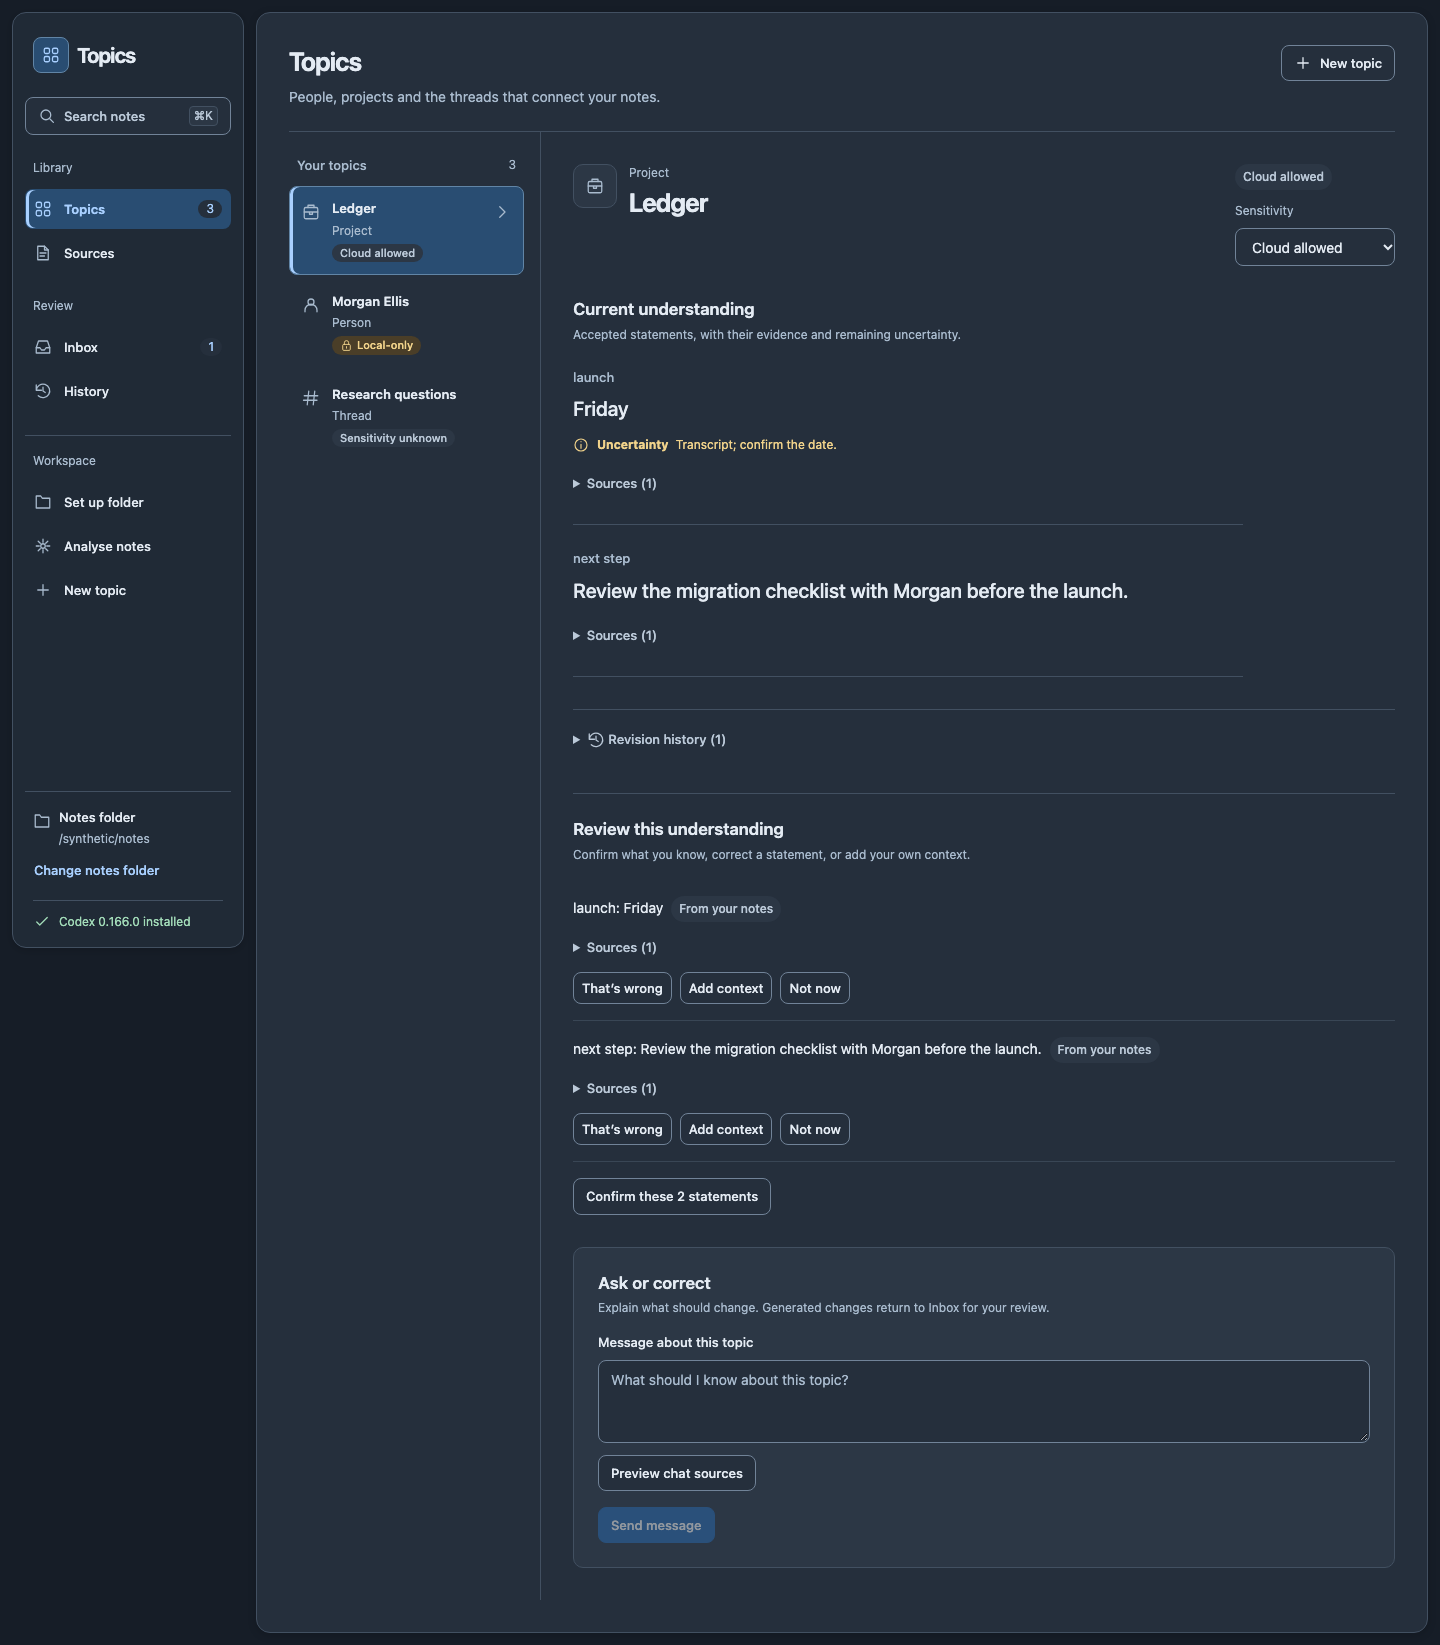 Topics
Search notes ⌘K
Library
Topics 3
Sources
Review
Inbox 1
History
Workspace
Set up folder
Analyse notes
New topic
Notes folder
/synthetic/notes
Change notes folder
Codex 0.166.0 installed
Topics
New topic
People, projects and the threads that connect your notes.
Your topics 3
Ledger
Project
Cloud allowed
Morgan Ellis
Person
Local-only
Research questions
Thread
Sensitivity unknown
Project
Ledger
Cloud allowed
Sensitivity
Cloud allowed
Current understanding
Accepted statements, with their evidence and remaining uncertainty.
launch
Friday
Uncertainty Transcript; confirm the date.
Sources (1)
next step
Review the migration checklist with Morgan before the launch.
Sources (1)
Revision history (1)
Review this understanding
Confirm what you know, correct a statement, or add your own context.
launch: Friday From your notes
Sources (1)
That’s wrong Add context Not now
next step: Review the migration checklist with Morgan before the launch. From your notes
Sources (1)
That’s wrong Add context Not now
Confirm these 2 statements
Ask or correct
Explain what should change. Generated changes return to Inbox for your review.
Message about this topic
What should I know about this topic?
Preview chat sources
Send message